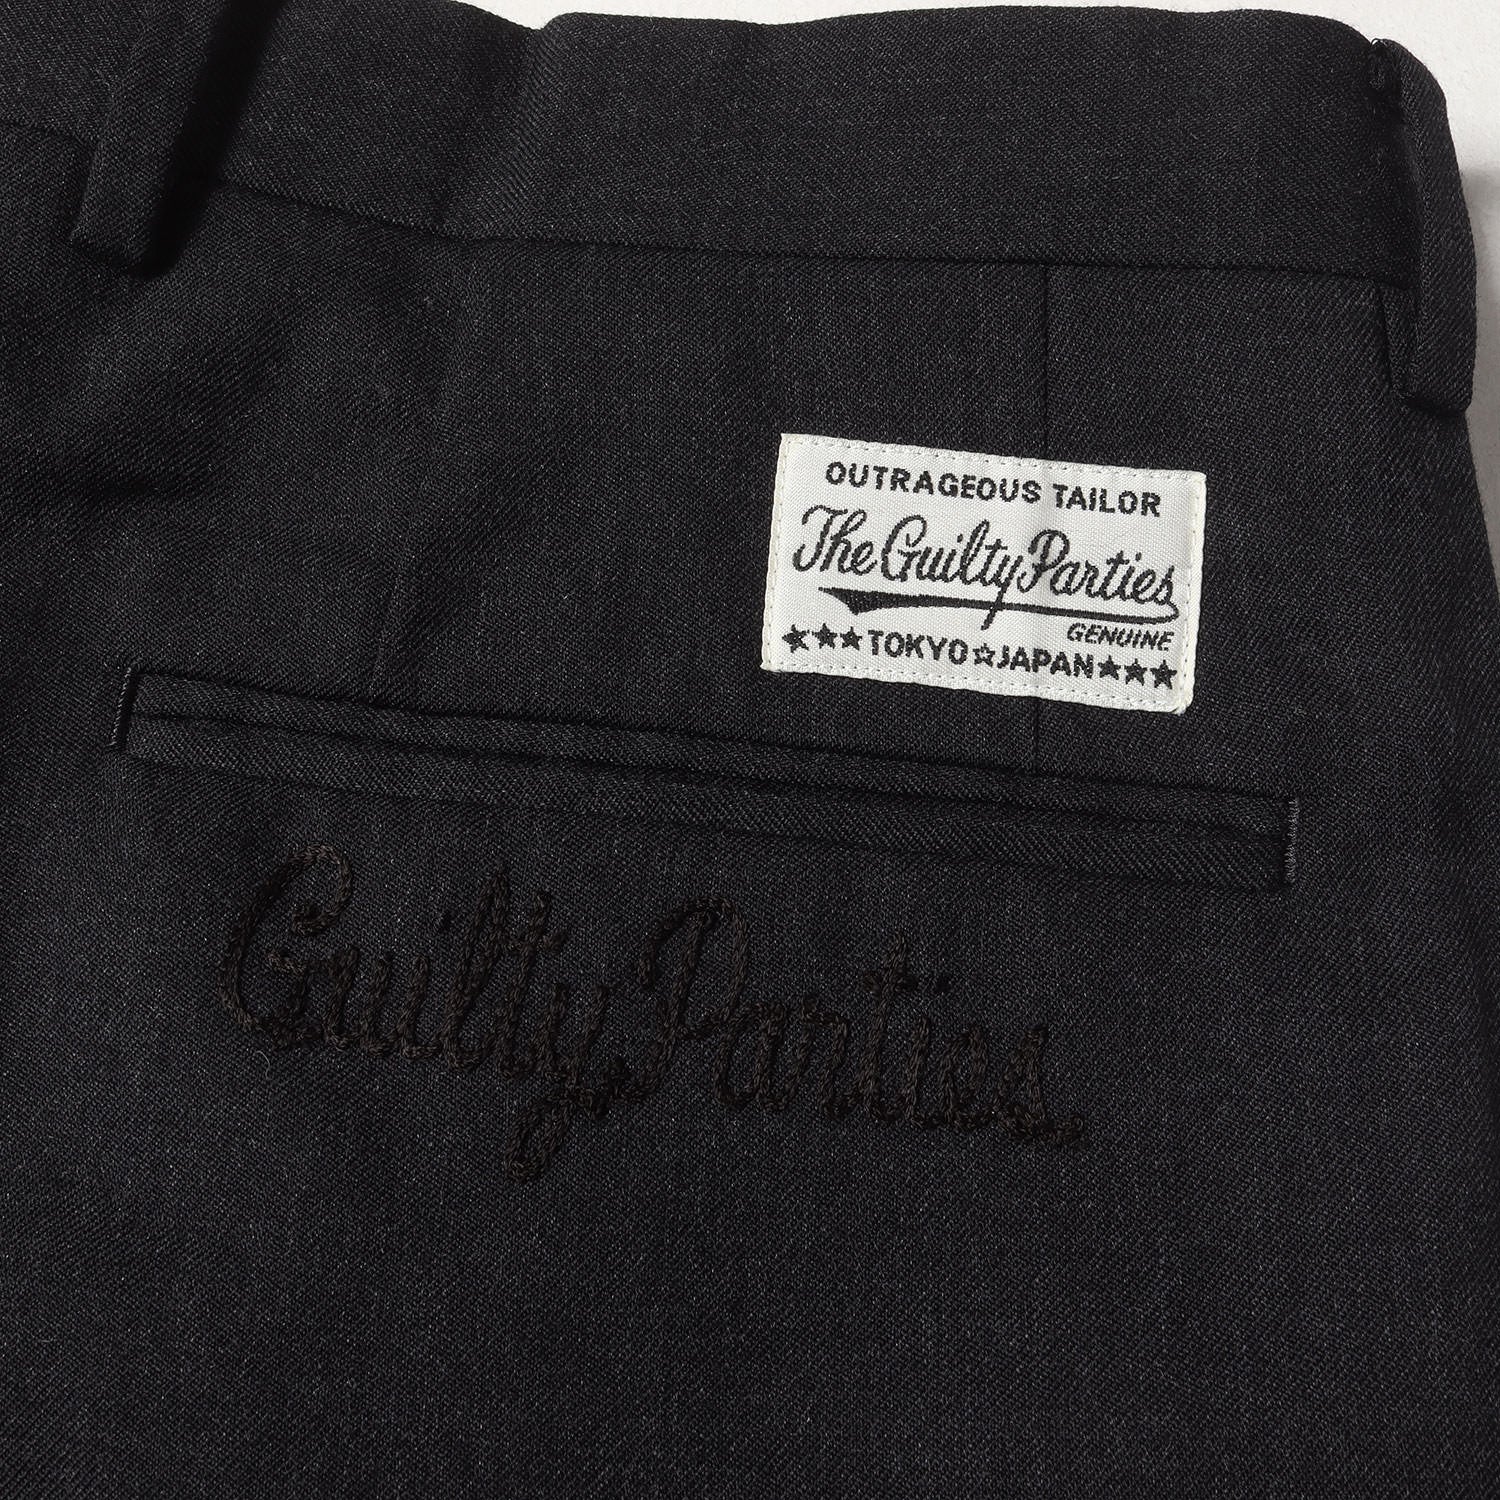 OUTRAGEOUS TAILOR
The Guilty Parties
GENUINE
★★★TOKYO☆JAPAN★★★
Guilty Parties